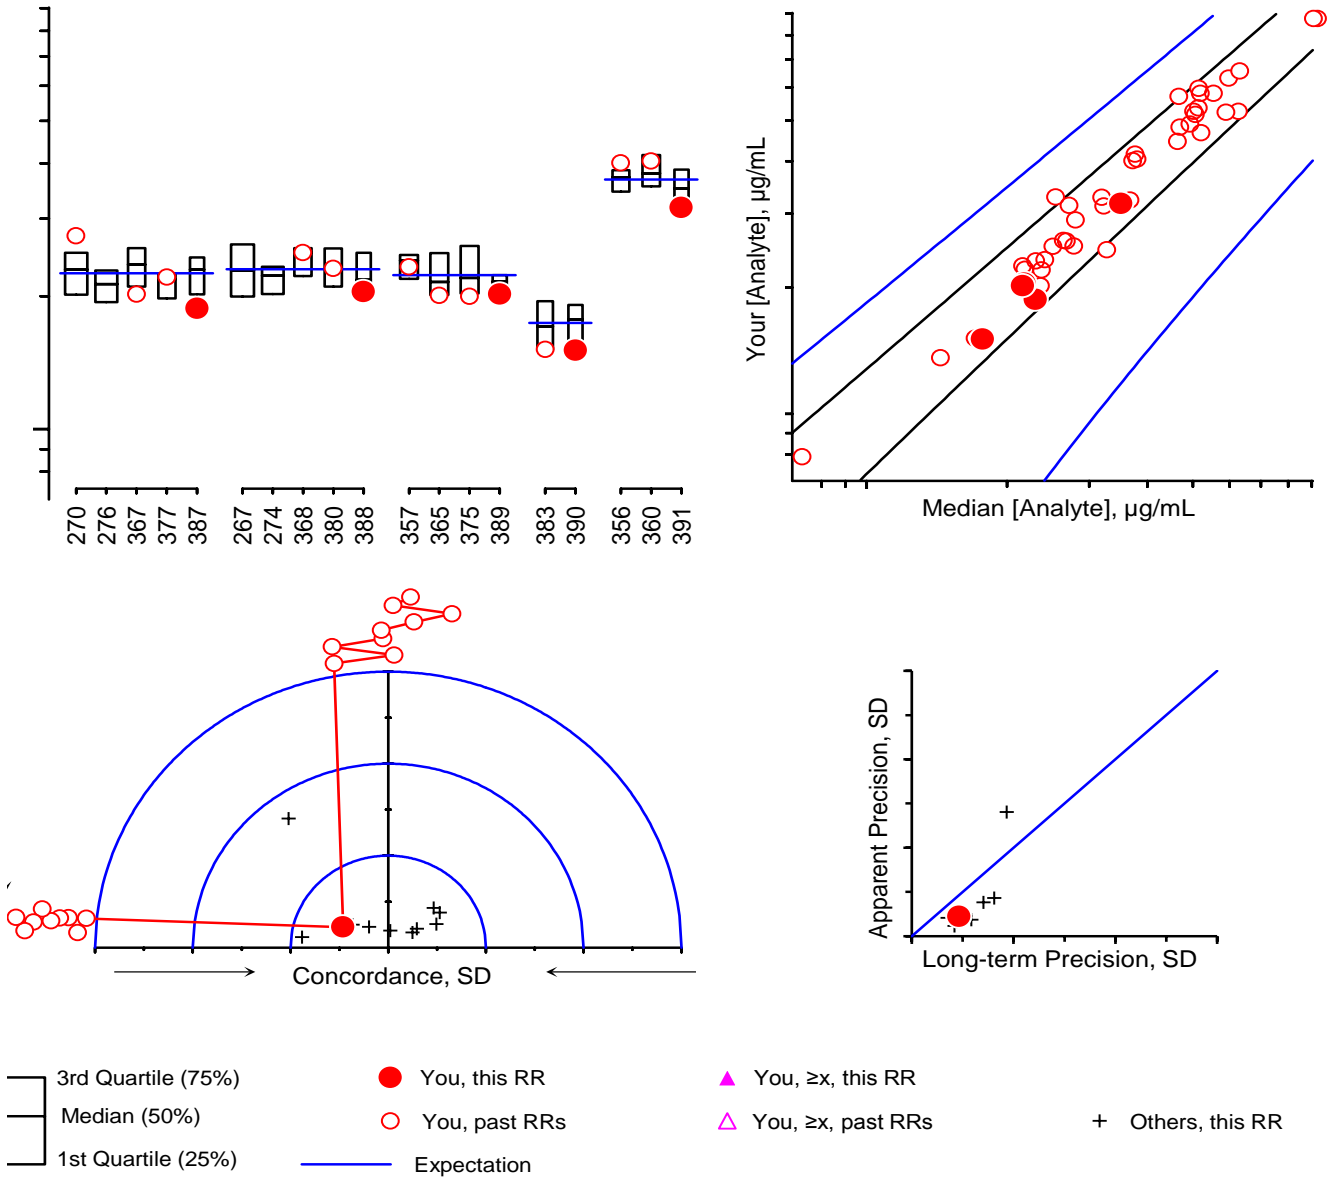 270 276 367 377 387 267 274 368 380 388 357 365 375 389 383 390 356 360 391
Your [Analyte], µg/mL
Median [Analyte], µg/mL
Concordance, SD
Apparent Precision, SD
Long-term Precision, SD
3rd Quartile (75%)
Median (50%)
1st Quartile (25%)
You, this RR
You, past RRs
Expectation
You, ≥x, this RR
You, ≥x, past RRs
Others, this RR